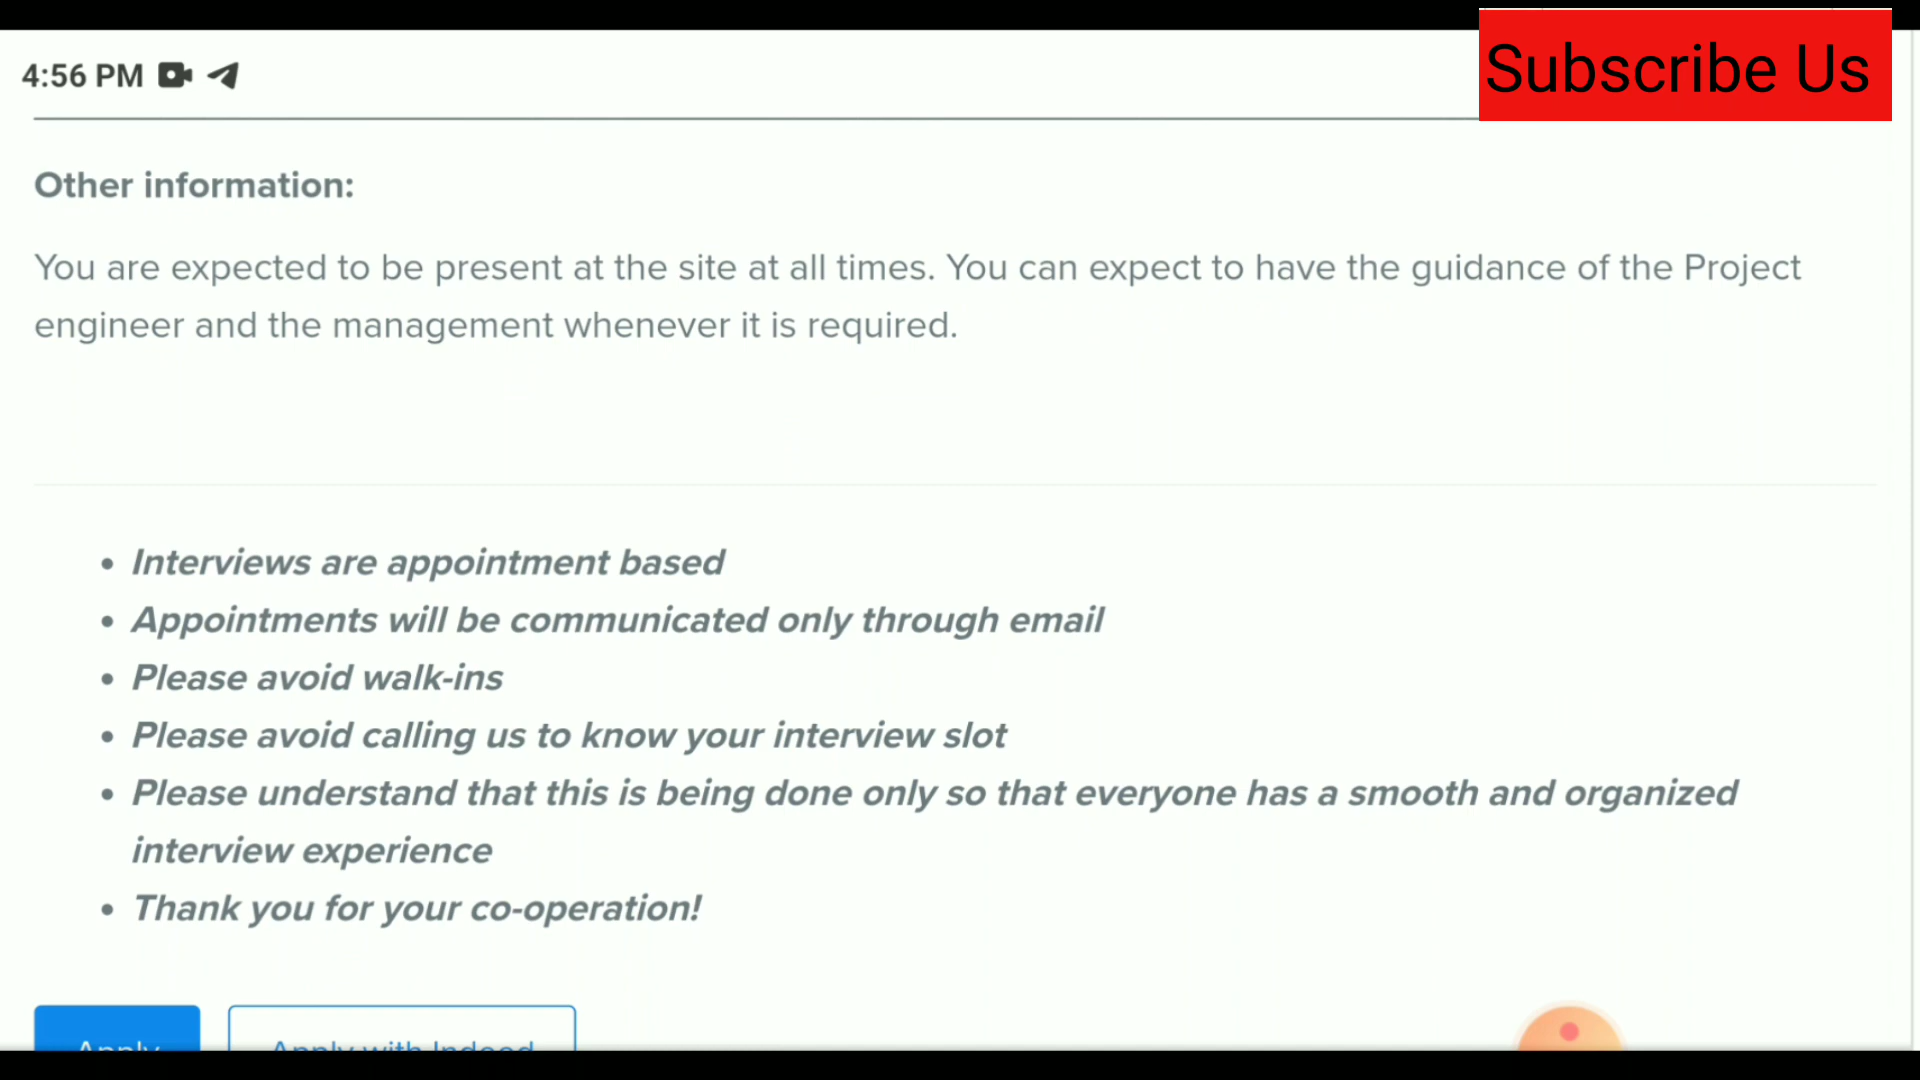 4:56 PM
Subscribe Us
Other information:
You are expected to be present at the site at all times. You can expect to have the guidance of the Project
engineer and the management whenever it is required.
• Interviews are appointment based
• Appointments will be communicated only through email
• Please avoid walk-ins
• Please avoid calling us to know your interview slot
• Please understand that this is being done only so that everyone has a smooth and organized
interview experience
• Thank you for your co-operation!
Apply
Apply with Indeed